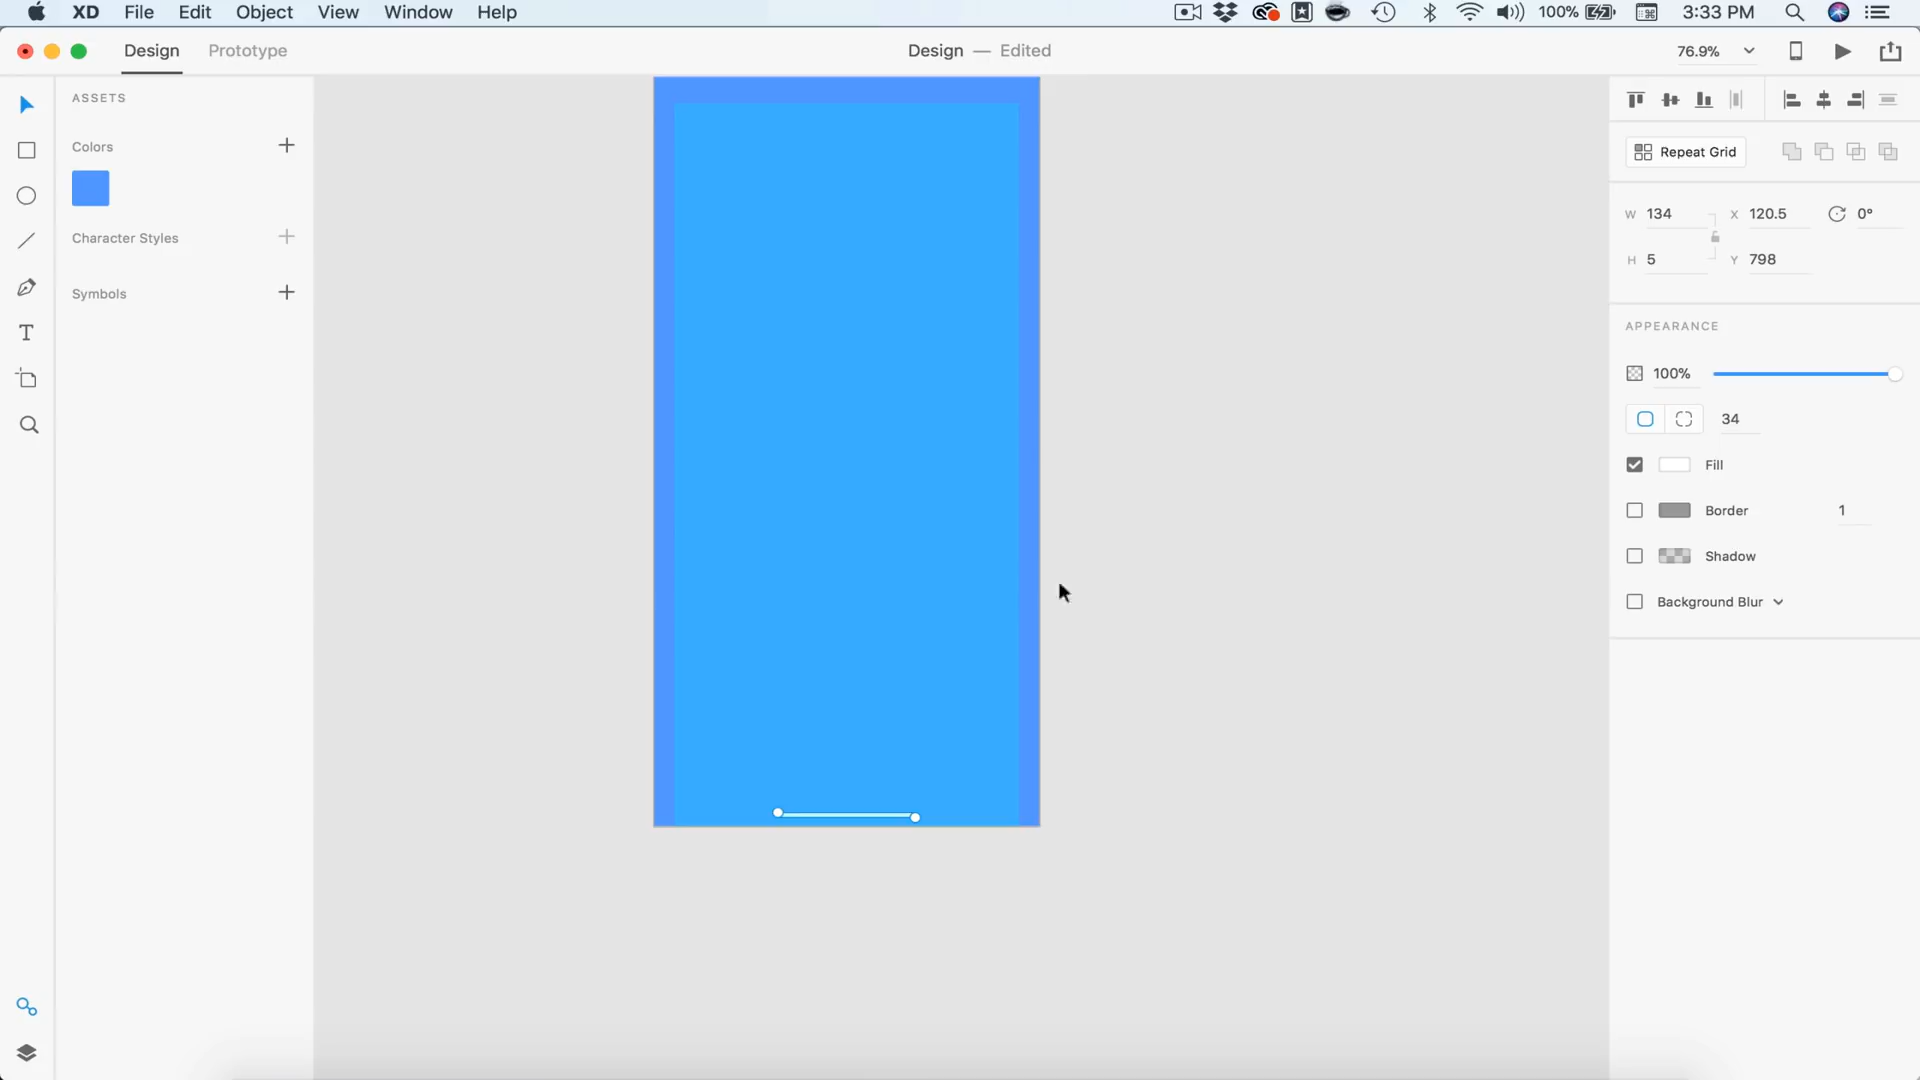 XD File Edit Object View Window Help 100% 3:33 PM
Design Prototype Design — Edited 76.9%
ASSETS
Colors
Character Styles
Symbols
Repeat Grid
W 134 X 120.5 0°
H 5 Y 798
APPEARANCE
100%
34
Fill
Border 1
Shadow
Background Blur
T